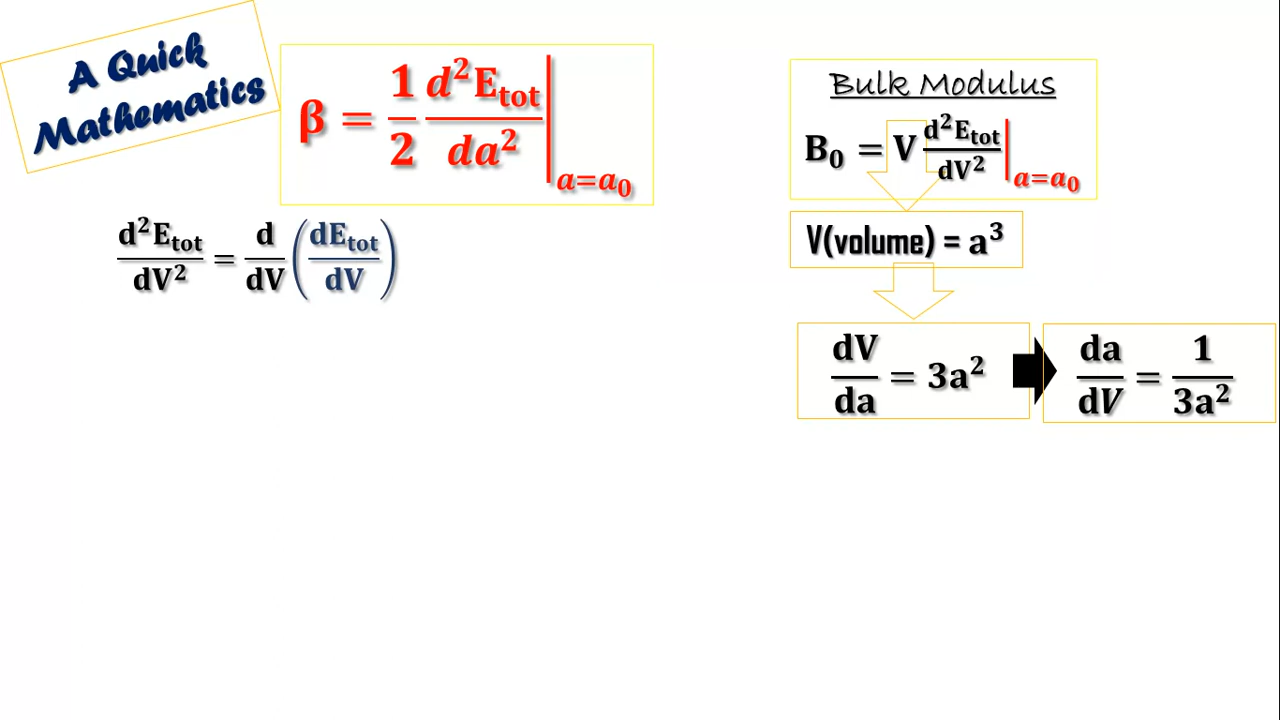 A Quick
Mathematics
β = 1/2 d²E_tot/da² |_{a=a₀}
d²E_tot/dV² = d/dV (dE_tot/dV)
Bulk Modulus
B₀ = V d²E_tot/dV² |_{a=a₀}
V(volume) = a³
dV/da = 3a²
da/dV = 1/3a²